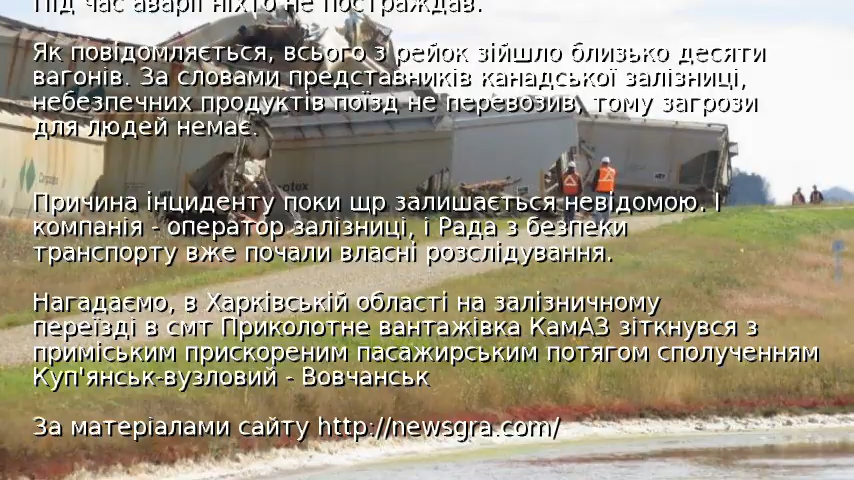 Під час аварії ніхто не постраждав.
Як повідомляється, всього з рейок зійшло близько десяти
вагонів. За словами представників канадської залізниці,
небезпечних продуктів поїзд не перевозив, тому загрози
для людей немає.
Причина інциденту поки щр залишається невідомою. І
компанія - оператор залізниці, і Рада з безпеки
транспорту вже почали власні розслідування.
Нагадаємо, в Харківській області на залізничному
переїзді в смт Приколотне вантажівка КамАЗ зіткнувся з
приміським прискореним пасажирським потягом сполученням
Куп'янськ-вузловий - Вовчанськ
За матеріалами сайту http://newsgra.com/